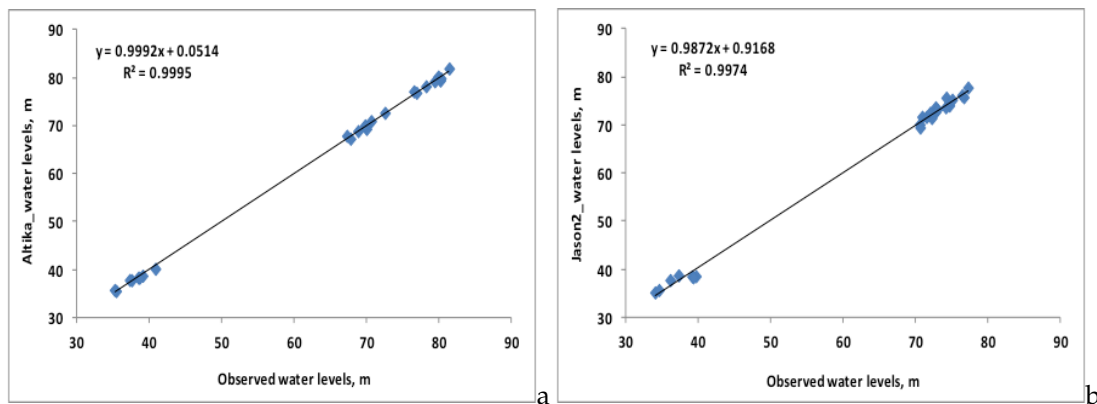 y = 0.9992x + 0.0514
R² = 0.9995
90
80
70
60
50
40
30
30 40 50 60 70 80 90
Altika_water levels, m
Observed water levels, m
a
y = 0.9872x + 0.9168
R² = 0.9974
90
80
70
60
50
40
30
30 40 50 60 70 80 90
Jason2_water levels, m
Observed water levels, m
b